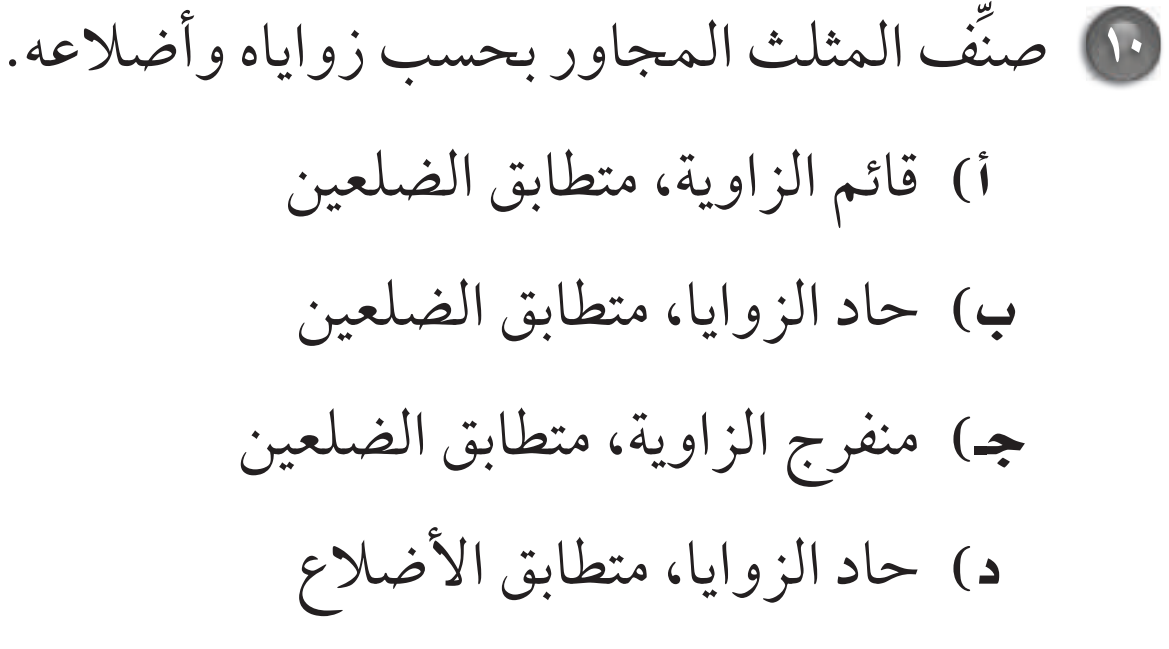 ١٠ صنِّف المثلث المجاور بحسب زواياه وأضلاعه.
أ) قائم الزاوية، متطابق الضلعين
ب) حاد الزوايا، متطابق الضلعين
جـ) منفرج الزاوية، متطابق الضلعين
د) حاد الزوايا، متطابق الأضلاع